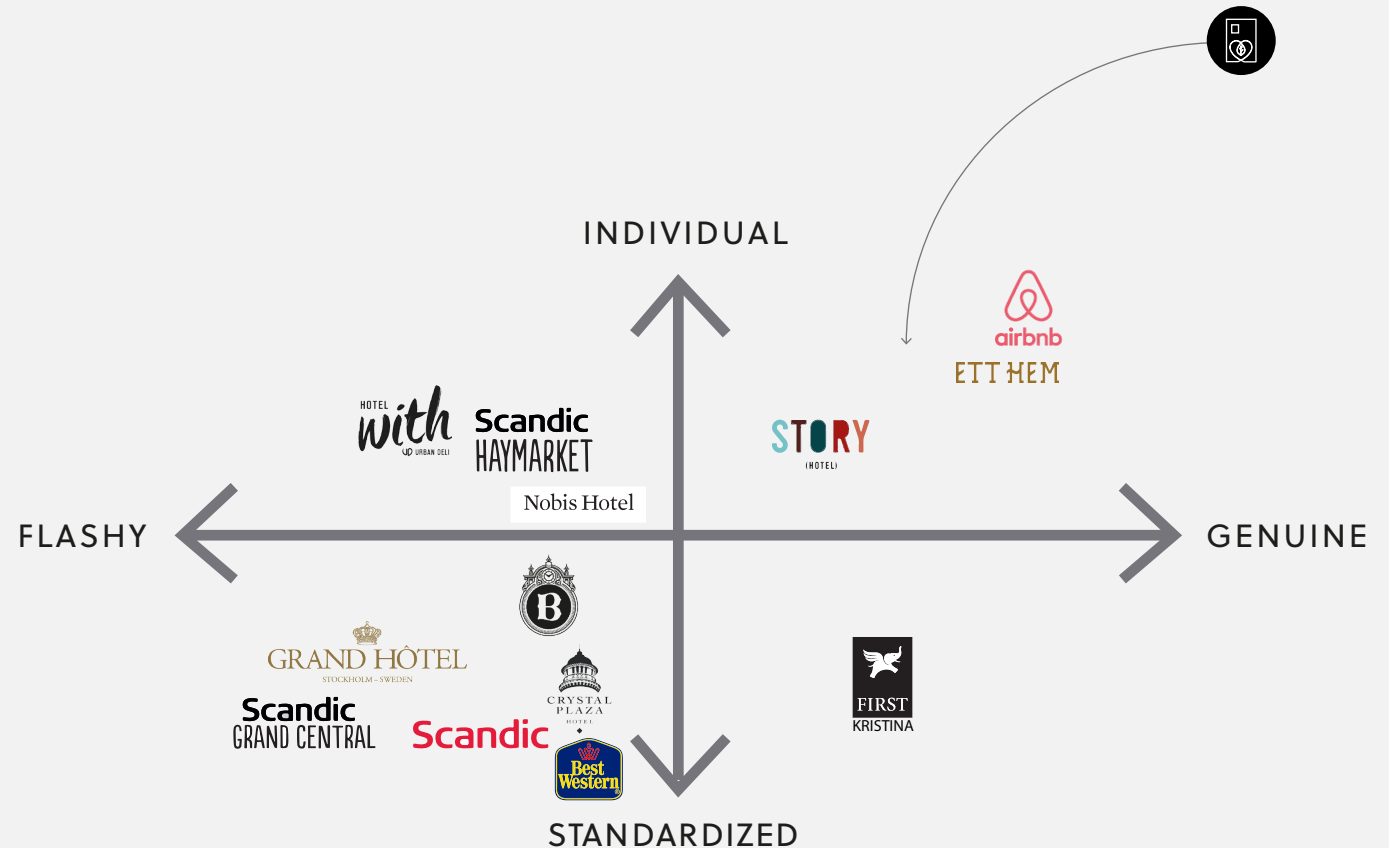 INDIVIDUAL
airbnb
ETT HEM
HOTEL
with
UD URBAN DELI
Scandic
HAYMARKET
STORY
(HOTEL)
Nobis Hotel
FLASHY
GENUINE
B
GRAND HÔTEL
STOCKHOLM – SWEDEN
Scandic
GRAND CENTRAL
Scandic
CRYSTAL
PLAZA
HOTEL
Best
Western
FIRST
KRISTINA
STANDARDIZED